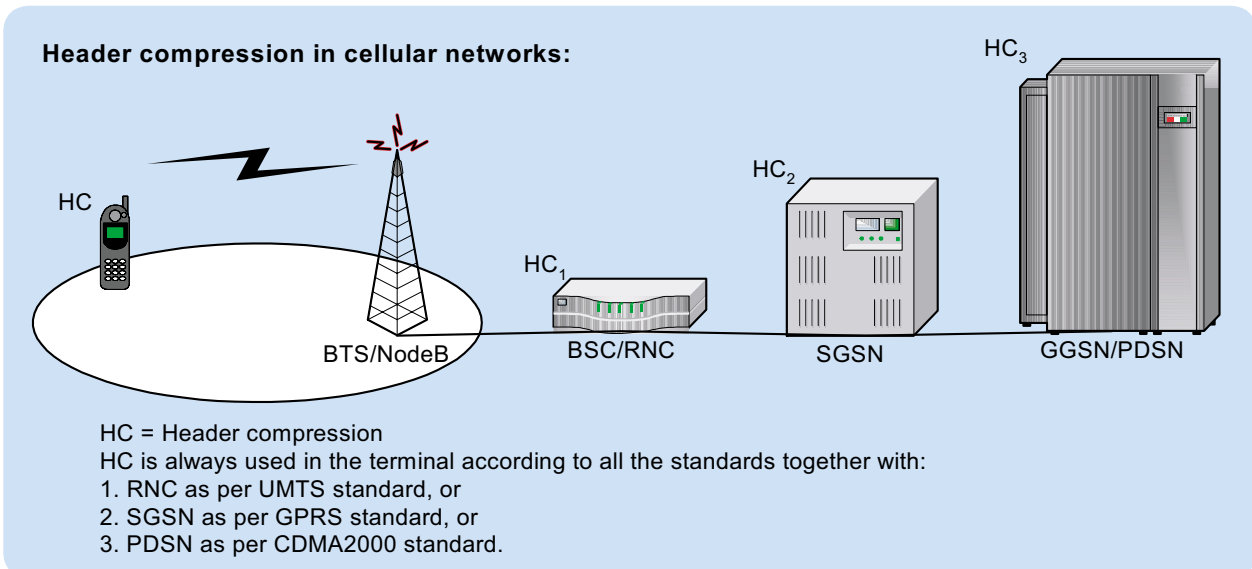 Header compression in cellular networks:
HC3
HC2
HC
HC1
BTS/NodeB
BSC/RNC
SGSN
GGSN/PDSN
HC = Header compression
HC is always used in the terminal according to all the standards together with:
1. RNC as per UMTS standard, or
2. SGSN as per GPRS standard, or
3. PDSN as per CDMA2000 standard.